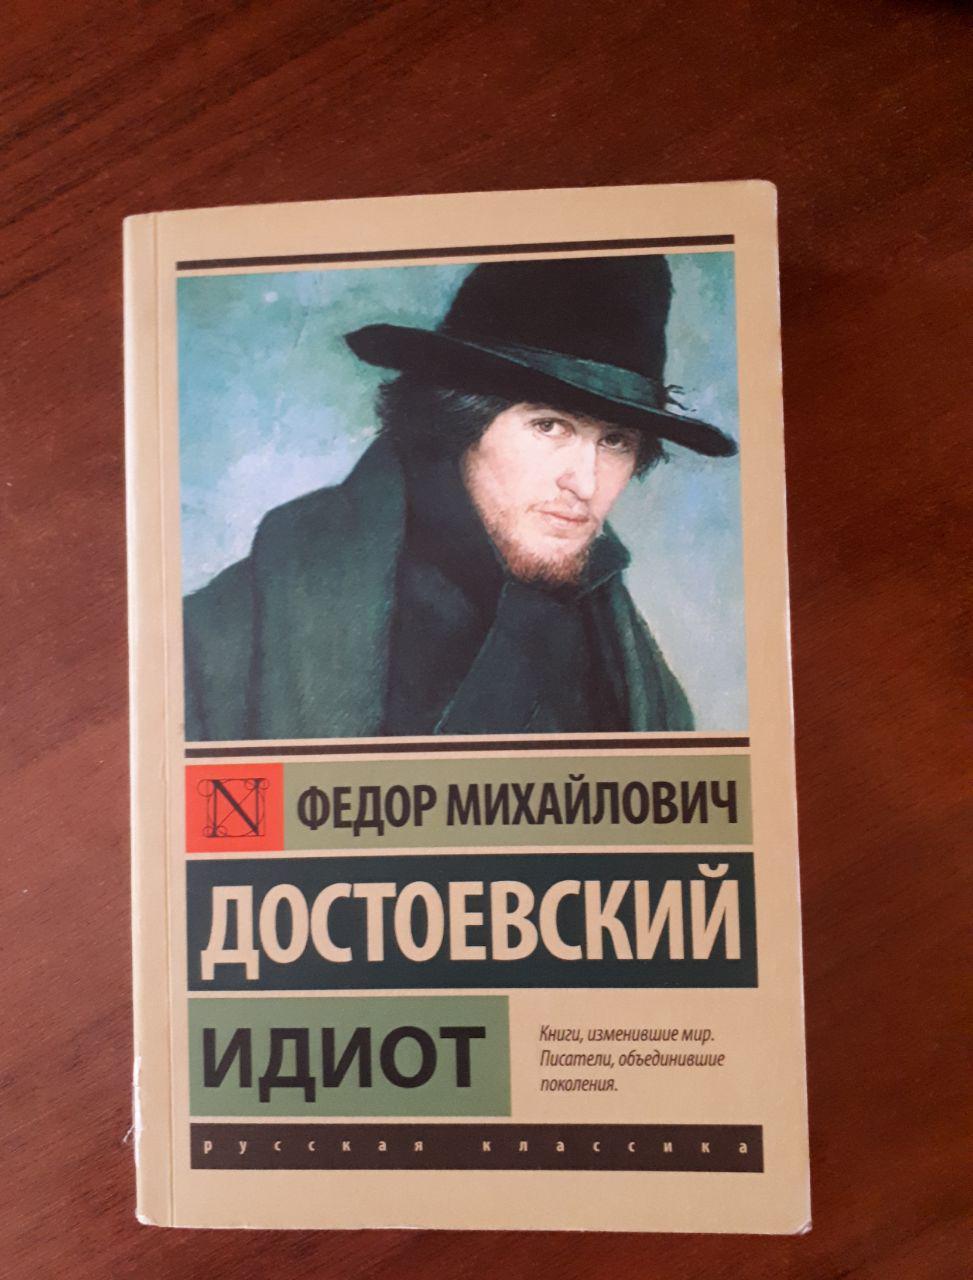 N
ФЕДОР МИХАЙЛОВИЧ
ДОСТОЕВСКИЙ
ИДИОТ
Книги, изменившие мир.
Писатели, объединившие
поколения.
русская классика